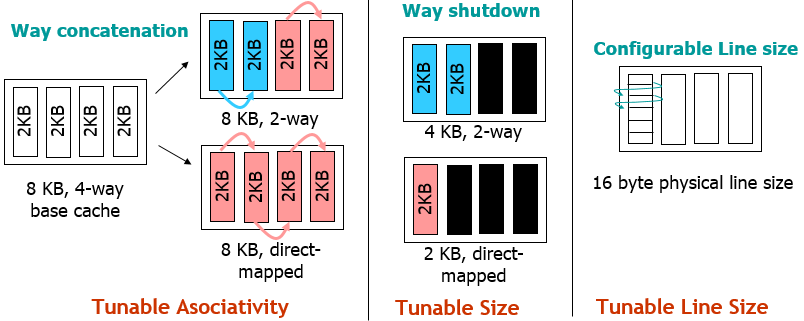 Way concatenation
2KB 2KB 2KB 2KB
8 KB, 4-way
base cache
2KB 2KB 2KB 2KB
8 KB, 2-way
2KB 2KB 2KB 2KB
8 KB, direct-
mapped
Tunable Asociativity
Way shutdown
2KB 2KB
4 KB, 2-way
2KB
2 KB, direct-
mapped
Tunable Size
Configurable Line size
16 byte physical line size
Tunable Line Size